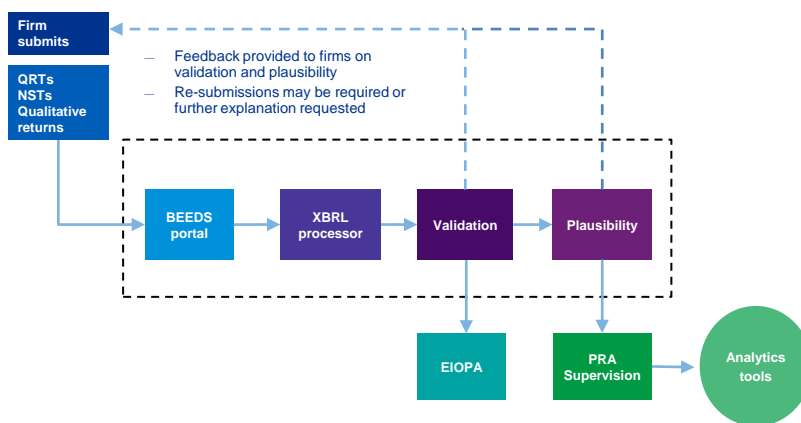 Firm
submits
QRTs
NSTs
Qualitative
returns
— Feedback provided to firms on
validation and plausibility
— Re-submissions may be required or
further explanation requested
BEEDS
portal
XBRL
processor
Validation
Plausibility
EIOPA
PRA
Supervision
Analytics
tools